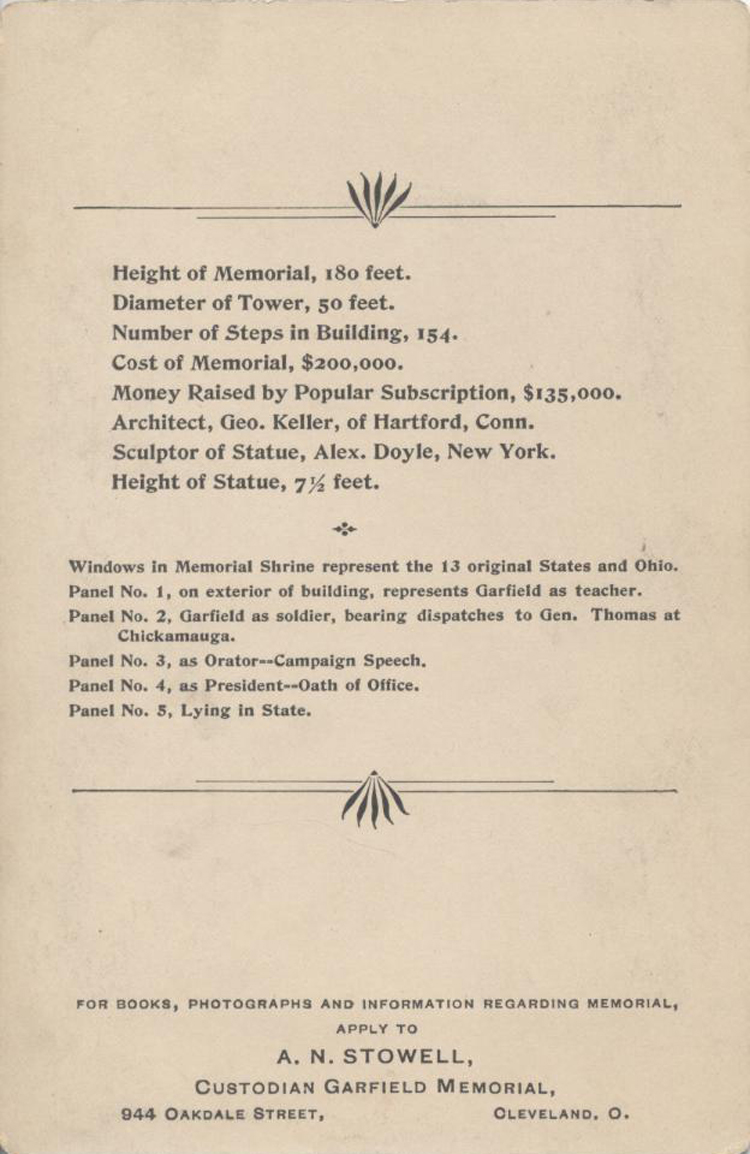 Height of Memorial, 180 feet.
Diameter of Tower, 50 feet.
Number of Steps in Building, 154.
Cost of Memorial, $200,000.
Money Raised by Popular Subscription, $135,000.
Architect, Geo. Keller, of Hartford, Conn.
Sculptor of Statue, Alex. Doyle, New York.
Height of Statue, 7½ feet.
Windows in Memorial Shrine represent the 13 original States and Ohio.
Panel No. 1, on exterior of building, represents Garfield as teacher.
Panel No. 2, Garfield as soldier, bearing dispatches to Gen. Thomas at
Chickamauga.
Panel No. 3, as Orator--Campaign Speech.
Panel No. 4, as President--Oath of Office.
Panel No. 5, Lying in State.
FOR BOOKS, PHOTOGRAPHS AND INFORMATION REGARDING MEMORIAL,
APPLY TO
A. N. STOWELL,
CUSTODIAN GARFIELD MEMORIAL,
944 OAKDALE STREET, CLEVELAND, O.